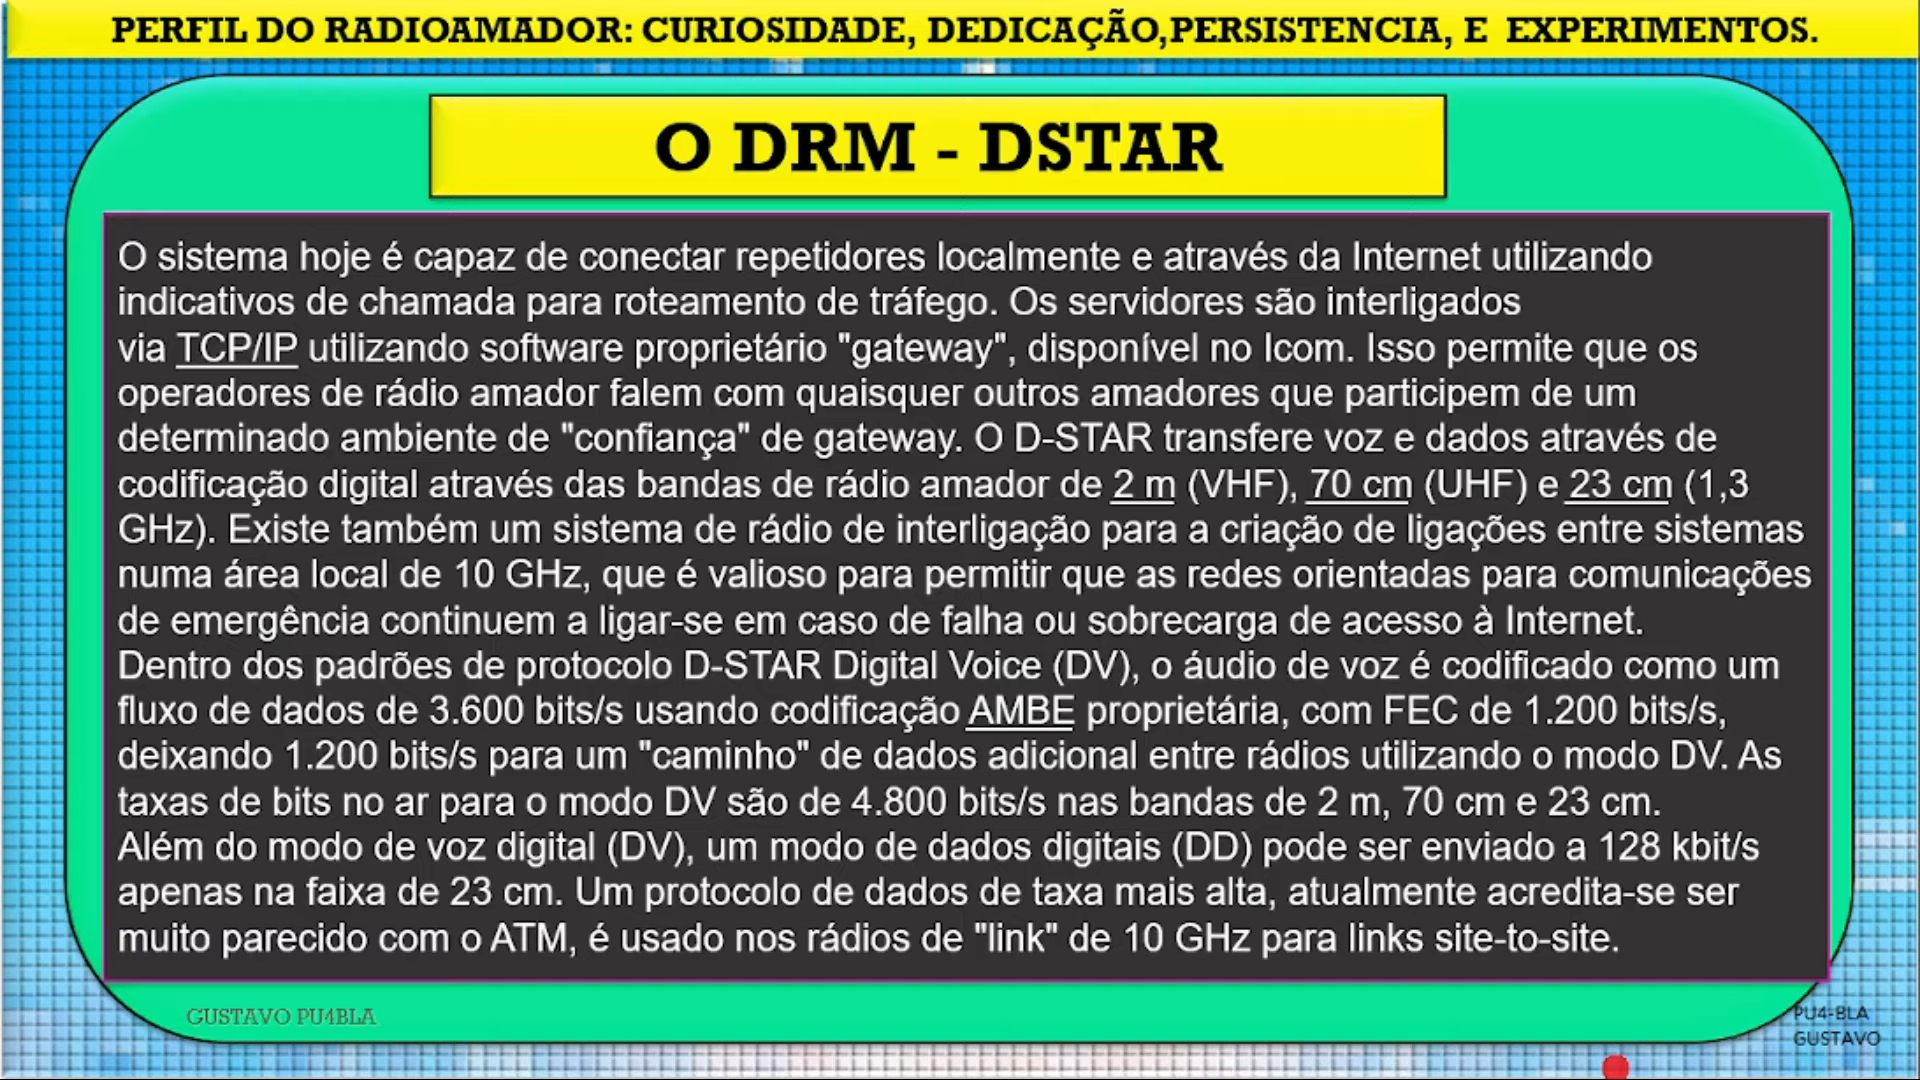 PERFIL DO RADIOAMADOR: CURIOSIDADE, DEDICAÇÃO,PERSISTENCIA, E EXPERIMENTOS.
O DRM - DSTAR
O sistema hoje é capaz de conectar repetidores localmente e através da Internet utilizando
indicativos de chamada para roteamento de tráfego. Os servidores são interligados
via TCP/IP utilizando software proprietário "gateway", disponível no Icom. Isso permite que os
operadores de rádio amador falem com quaisquer outros amadores que participem de um
determinado ambiente de "confiança" de gateway. O D-STAR transfere voz e dados através de
codificação digital através das bandas de rádio amador de 2 m (VHF), 70 cm (UHF) e 23 cm (1,3
GHz). Existe também um sistema de rádio de interligação para a criação de ligações entre sistemas
numa área local de 10 GHz, que é valioso para permitir que as redes orientadas para comunicações
de emergência continuem a ligar-se em caso de falha ou sobrecarga de acesso à Internet.
Dentro dos padrões de protocolo D-STAR Digital Voice (DV), o áudio de voz é codificado como um
fluxo de dados de 3.600 bits/s usando codificação AMBE proprietária, com FEC de 1.200 bits/s,
deixando 1.200 bits/s para um "caminho" de dados adicional entre rádios utilizando o modo DV. As
taxas de bits no ar para o modo DV são de 4.800 bits/s nas bandas de 2 m, 70 cm e 23 cm.
Além do modo de voz digital (DV), um modo de dados digitais (DD) pode ser enviado a 128 kbit/s
apenas na faixa de 23 cm. Um protocolo de dados de taxa mais alta, atualmente acredita-se ser
muito parecido com o ATM, é usado nos rádios de "link" de 10 GHz para links site-to-site.
GUSTAVO PU4BLA
PU4-BLA
GUSTAVO